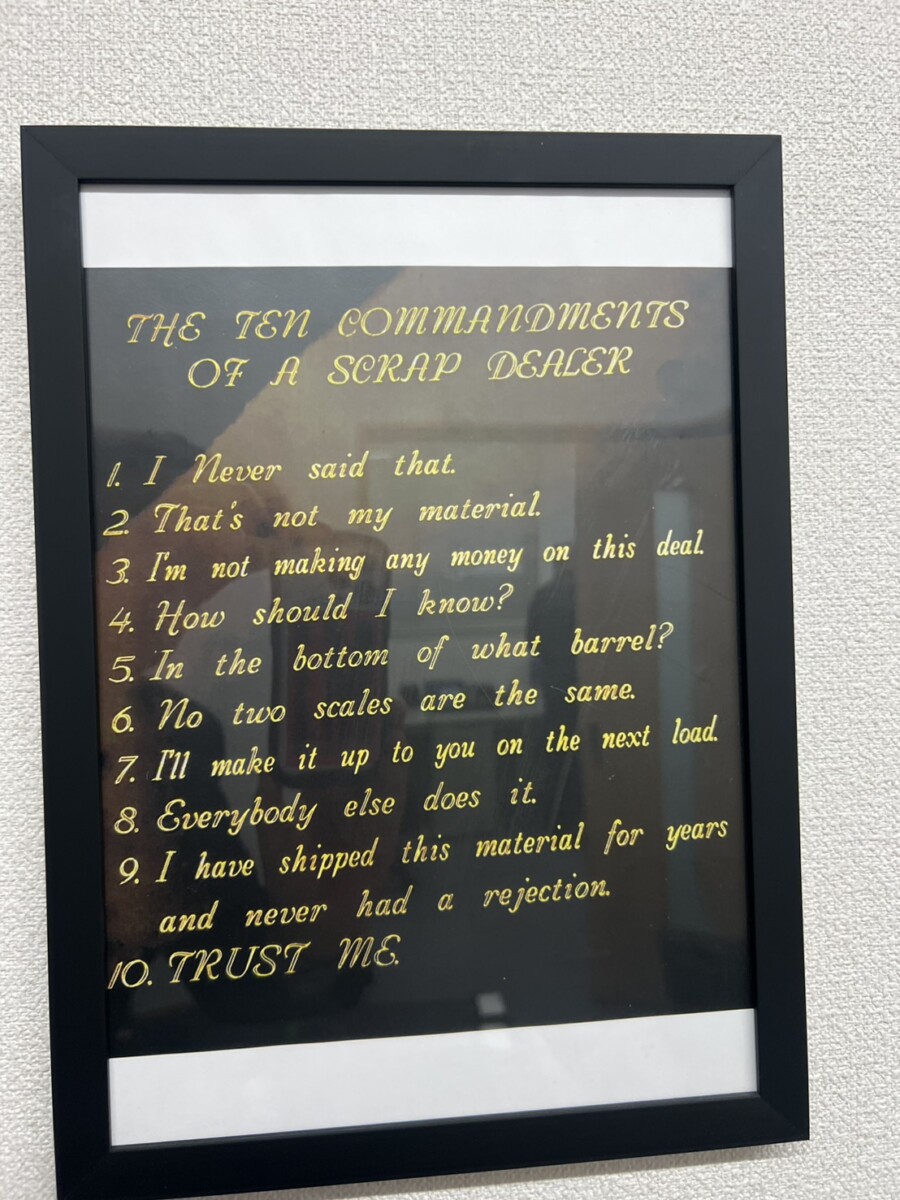 THE TEN COMMANDMENTS
OF A SCRAP DEALER
1. I Never said that.
2. That's not my material.
3. I'm not making any money on this deal.
4. How should I know?
5. In the bottom of what barrel?
6. No two scales are the same.
7. I'll make it up to you on the next load.
8. Everybody else does it.
9. I have shipped this material for years
and never had a rejection.
10. TRUST ME.